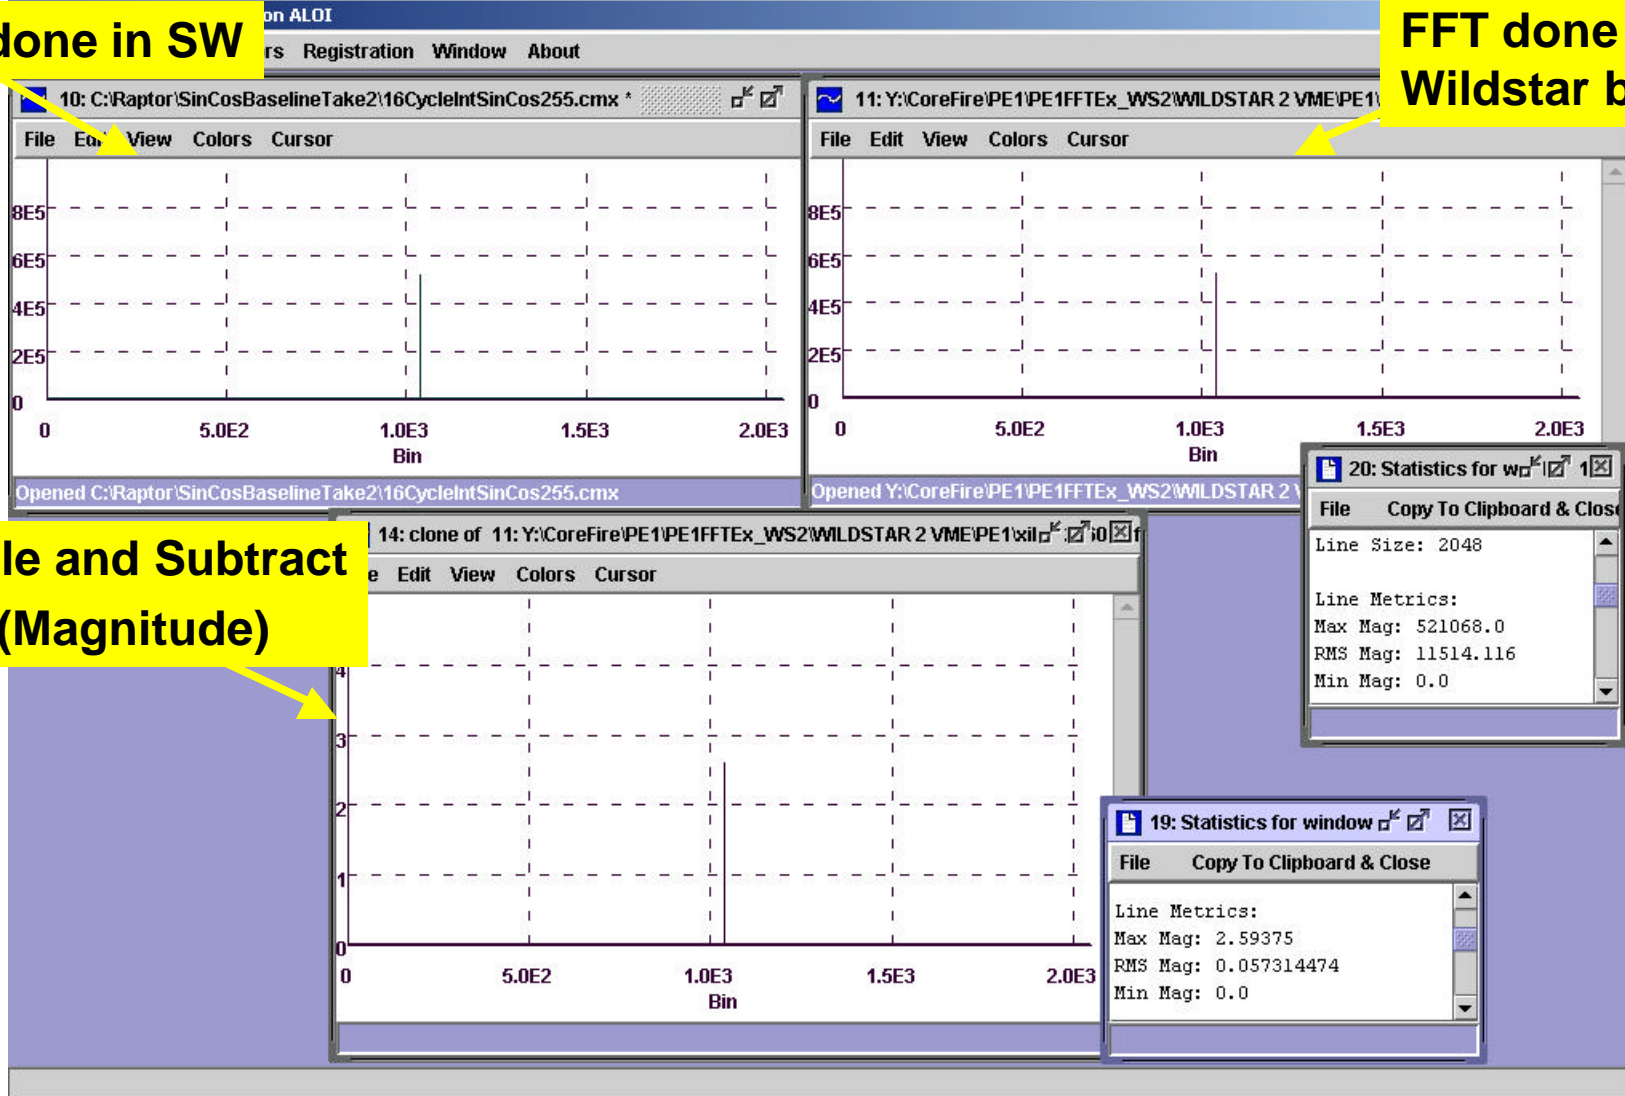 done in SW
on ALOI
FFT done
Wildstar b
rs Registration Window About
10: C:\Raptor\SinCosBaselineTake2\16CycleIntSinCos255.cmx *
File Edit View Colors Cursor
8E5
6E5
4E5
2E5
0
0 5.0E2 1.0E3 1.5E3 2.0E3
Bin
Opened C:\Raptor\SinCosBaselineTake2\16CycleIntSinCos255.cmx
11: Y:\CoreFire\PE1\PE1FFTEx_WS2\WILDSTAR 2 VME\PE1\
File Edit View Colors Cursor
8E5
6E5
4E5
2E5
0
0 5.0E2 1.0E3 1.5E3 2.0E3
Bin
Opened Y:\CoreFire\PE1\PE1FFTEx_WS2\WILDSTAR 2 V
20: Statistics for w 1
File Copy To Clipboard & Close
Line Size: 2048
Line Metrics:
Max Mag: 521068.0
RMS Mag: 11514.116
Min Mag: 0.0
le and Subtract
(Magnitude)
14: clone of 11: Y:\CoreFire\PE1\PE1FFTEx_WS2\WILDSTAR 2 VME\PE1\xil
e Edit View Colors Cursor
4
3
2
1
0
0 5.0E2 1.0E3 1.5E3 2.0E3
Bin
19: Statistics for window
File Copy To Clipboard & Close
Line Metrics:
Max Mag: 2.59375
RMS Mag: 0.057314474
Min Mag: 0.0